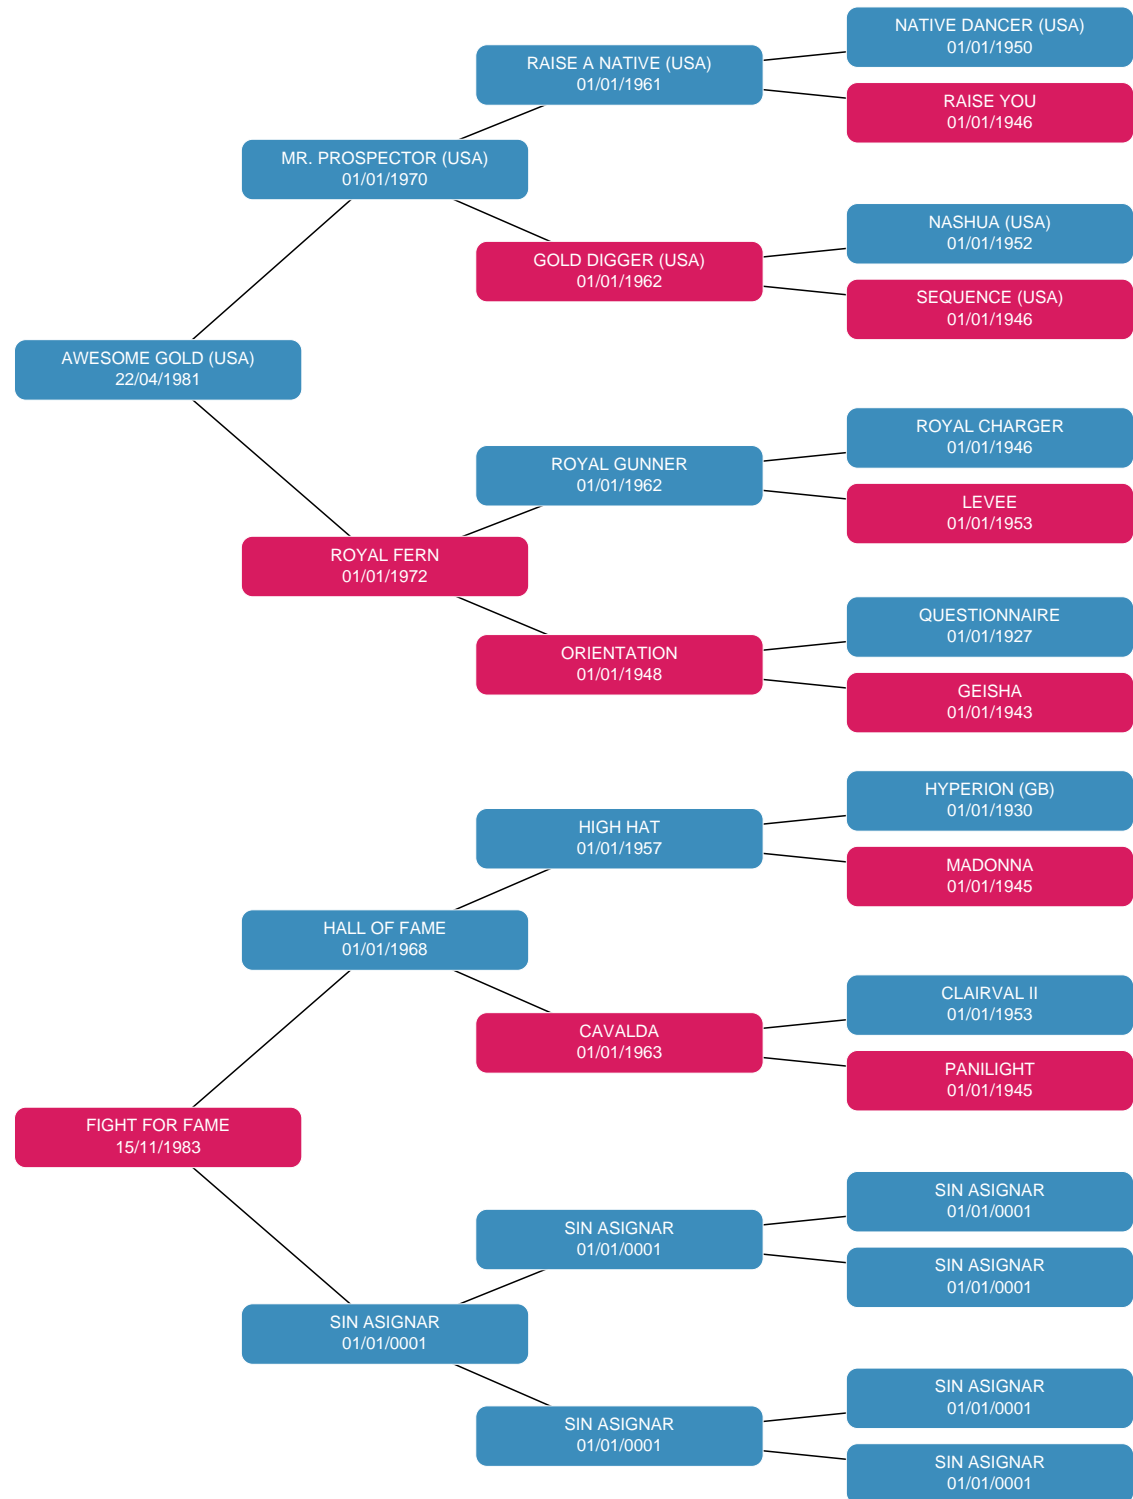 NATIVE DANCER (USA)
01/01/1950
RAISE A NATIVE (USA)
01/01/1961
RAISE YOU
01/01/1946
MR. PROSPECTOR (USA)
01/01/1970
NASHUA (USA)
01/01/1952
GOLD DIGGER (USA)
01/01/1962
SEQUENCE (USA)
01/01/1946
AWESOME GOLD (USA)
22/04/1981
ROYAL CHARGER
01/01/1946
ROYAL GUNNER
01/01/1962
LEVEE
01/01/1953
ROYAL FERN
01/01/1972
QUESTIONNAIRE
01/01/1927
ORIENTATION
01/01/1948
GEISHA
01/01/1943
HYPERION (GB)
01/01/1930
HIGH HAT
01/01/1957
MADONNA
01/01/1945
HALL OF FAME
01/01/1968
CLAIRVAL II
01/01/1953
CAVALDA
01/01/1963
PANILIGHT
01/01/1945
FIGHT FOR FAME
15/11/1983
SIN ASIGNAR
01/01/0001
SIN ASIGNAR
01/01/0001
SIN ASIGNAR
01/01/0001
SIN ASIGNAR
01/01/0001
SIN ASIGNAR
01/01/0001
SIN ASIGNAR
01/01/0001
SIN ASIGNAR
01/01/0001